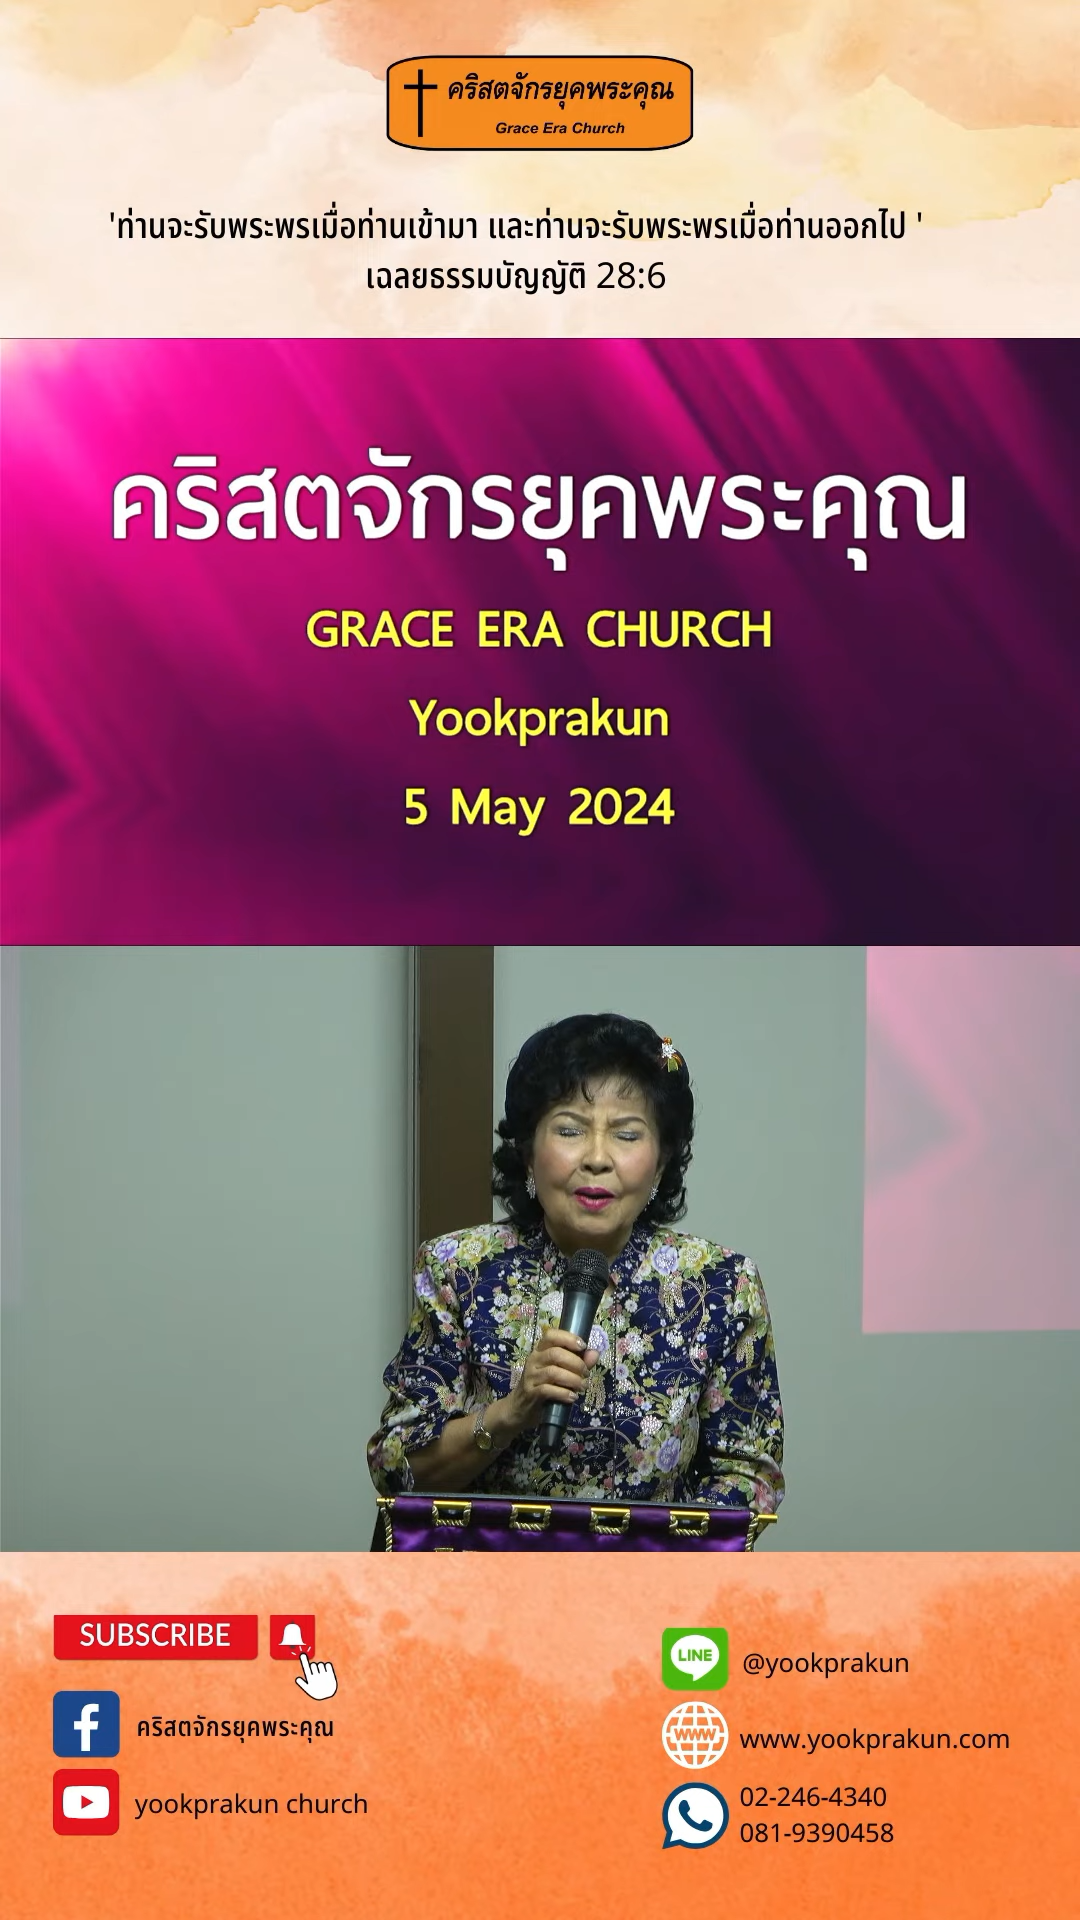 คริสตจักรยุคพระคุณ
Grace Era Church
'ท่านจะรับพระพรเมื่อท่านเข้ามา และท่านจะรับพระพรเมื่อท่านออกไป '
เฉลยธรรมบัญญัติ 28:6
คริสตจักรยุคพระคุณ
GRACE ERA CHURCH
Yookprakun
5 May 2024
SUBSCRIBE
คริสตจักรยุคพระคุณ
yookprakun church
LINE
@yookprakun
WWW
www.yookprakun.com
02-246-4340
081-9390458